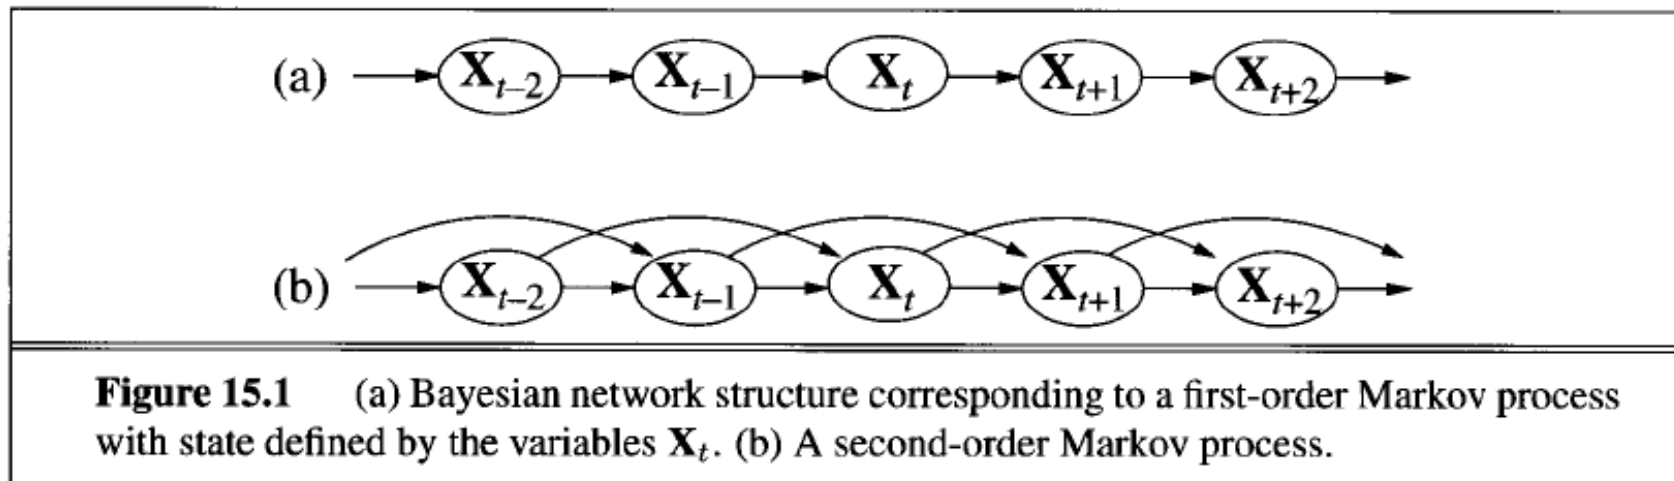 (a) X_{t–2} X_{t–1} X_t X_{t+1} X_{t+2}
(b) X_{t–2} X_{t–1} X_t X_{t+1} X_{t+2}
Figure 15.1 (a) Bayesian network structure corresponding to a first-order Markov process
with state defined by the variables X_t. (b) A second-order Markov process.